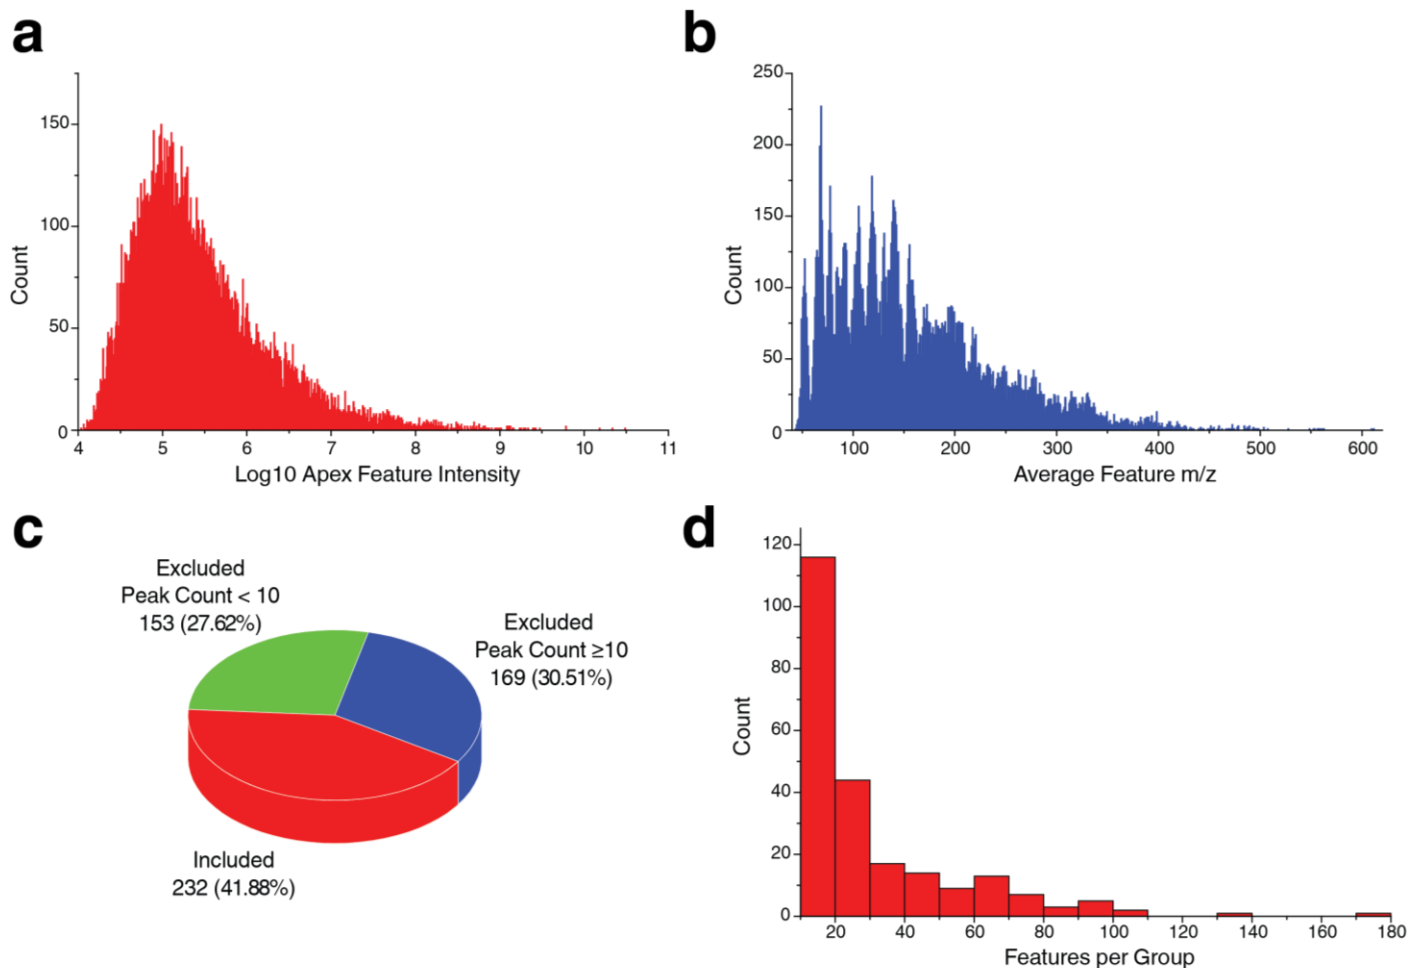 a
150
100
50
0
Count
4 5 6 7 8 9 10 11
Log10 Apex Feature Intensity
b
250
200
150
100
50
0
Count
100 200 300 400 500 600
Average Feature m/z
c
Excluded
Peak Count < 10
153 (27.62%)
Excluded
Peak Count ≥10
169 (30.51%)
Included
232 (41.88%)
d
120
100
80
60
40
20
0
Count
20 40 60 80 100 120 140 160 180
Features per Group